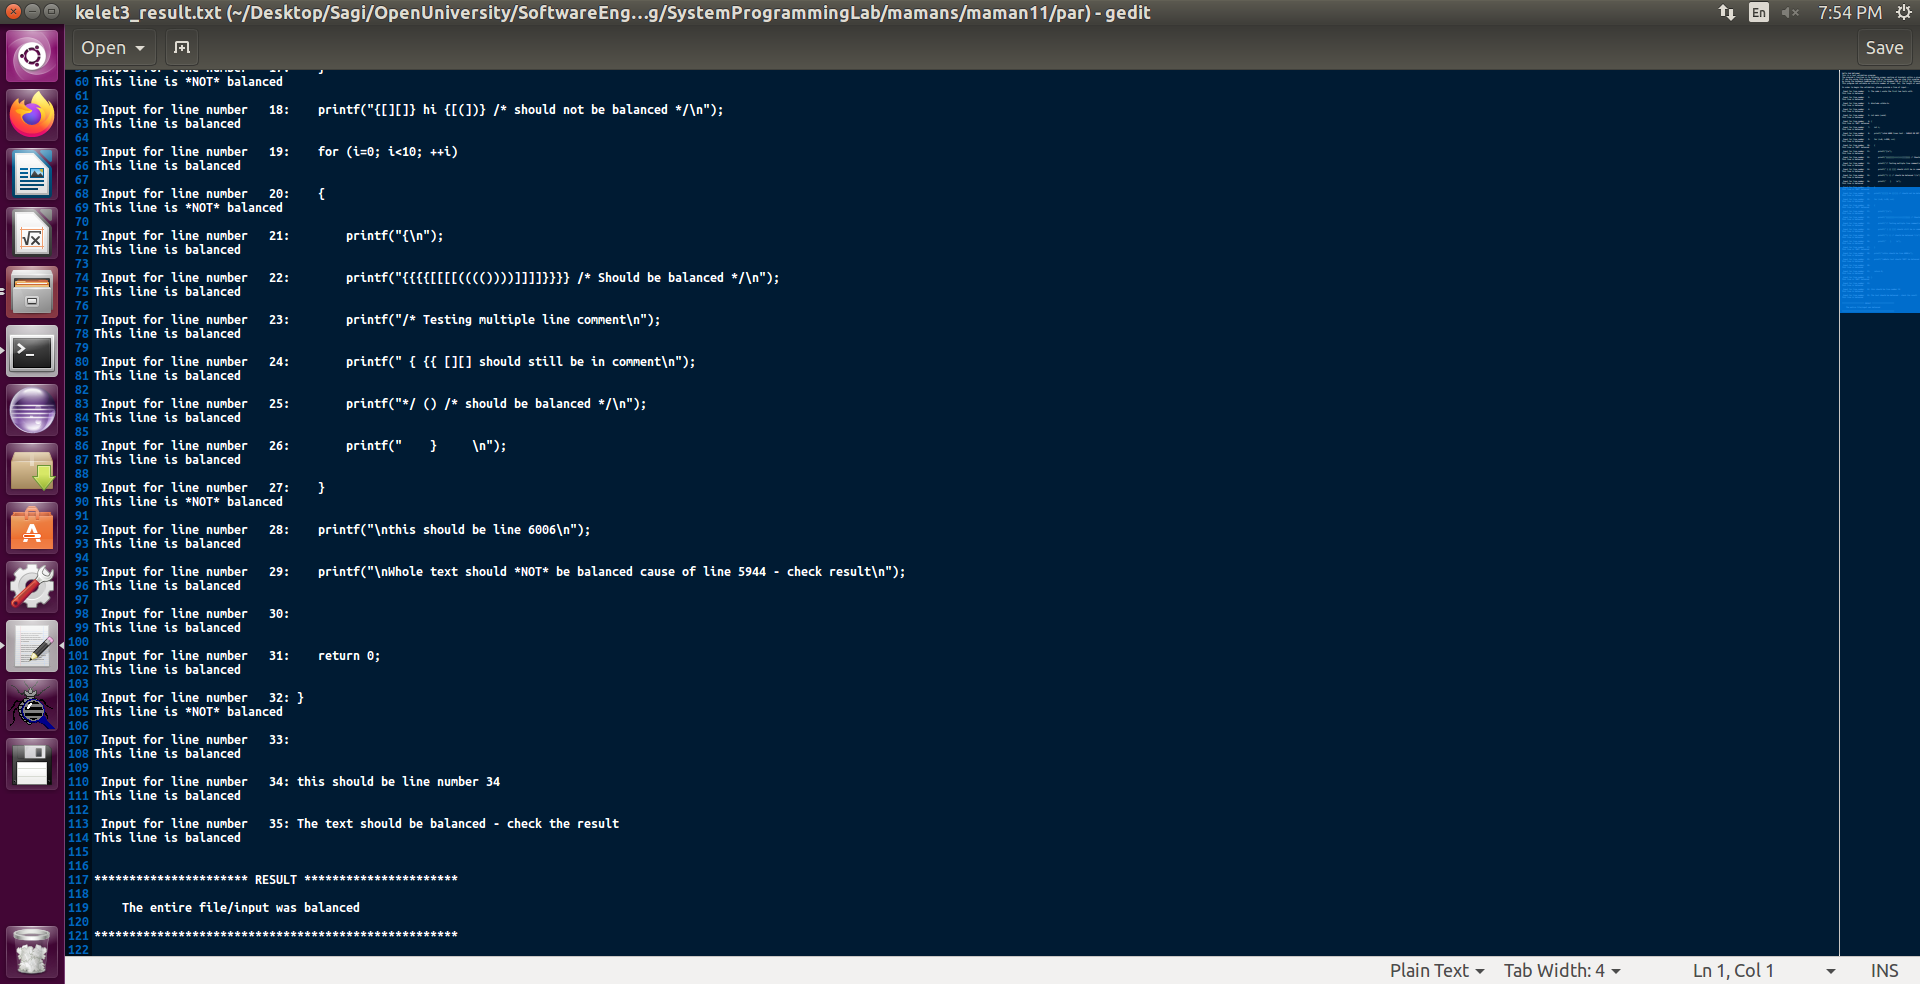 kelet3_result.txt (~/Desktop/Sagi/OpenUniversity/SoftwareEng...g/SystemProgrammingLab/mamans/maman11/par) - gedit
En
7:54 PM
Open
Save
60 This line is *NOT* balanced
61
62  Input for line number   18:    printf("{[][]} hi {[(])} /* should not be balanced */\n");
63 This line is balanced
64
65  Input for line number   19:    for (i=0; i<10; ++i)
66 This line is balanced
67
68  Input for line number   20:    {
69 This line is *NOT* balanced
70
71  Input for line number   21:        printf("{\n");
72 This line is balanced
73
74  Input for line number   22:        printf("{{{{[[[[(((())))]]]]}}}} /* Should be balanced */\n");
75 This line is balanced
76
77  Input for line number   23:        printf("/* Testing multiple line comment\n");
78 This line is balanced
79
80  Input for line number   24:        printf(" { {{ [][] should still be in comment\n");
81 This line is balanced
82
83  Input for line number   25:        printf("*/ () /* should be balanced */\n");
84 This line is balanced
85
86  Input for line number   26:        printf("    }     \n");
87 This line is balanced
88
89  Input for line number   27:    }
90 This line is *NOT* balanced
91
92  Input for line number   28:    printf("\nthis should be line 6006\n");
93 This line is balanced
94
95  Input for line number   29:    printf("\nWhole text should *NOT* be balanced cause of line 5944 - check result\n");
96 This line is balanced
97
98  Input for line number   30:
99 This line is balanced
100
101  Input for line number   31:    return 0;
102 This line is balanced
103
104  Input for line number   32: }
105 This line is *NOT* balanced
106
107  Input for line number   33:
108 This line is balanced
109
110  Input for line number   34: this should be line number 34
111 This line is balanced
112
113  Input for line number   35: The text should be balanced - check the result
114 This line is balanced
115
116
117 ********************** RESULT **********************
118
119     The entire file/input was balanced
120
121 ****************************************************
122
Plain Text
Tab Width: 4
Ln 1, Col 1
INS